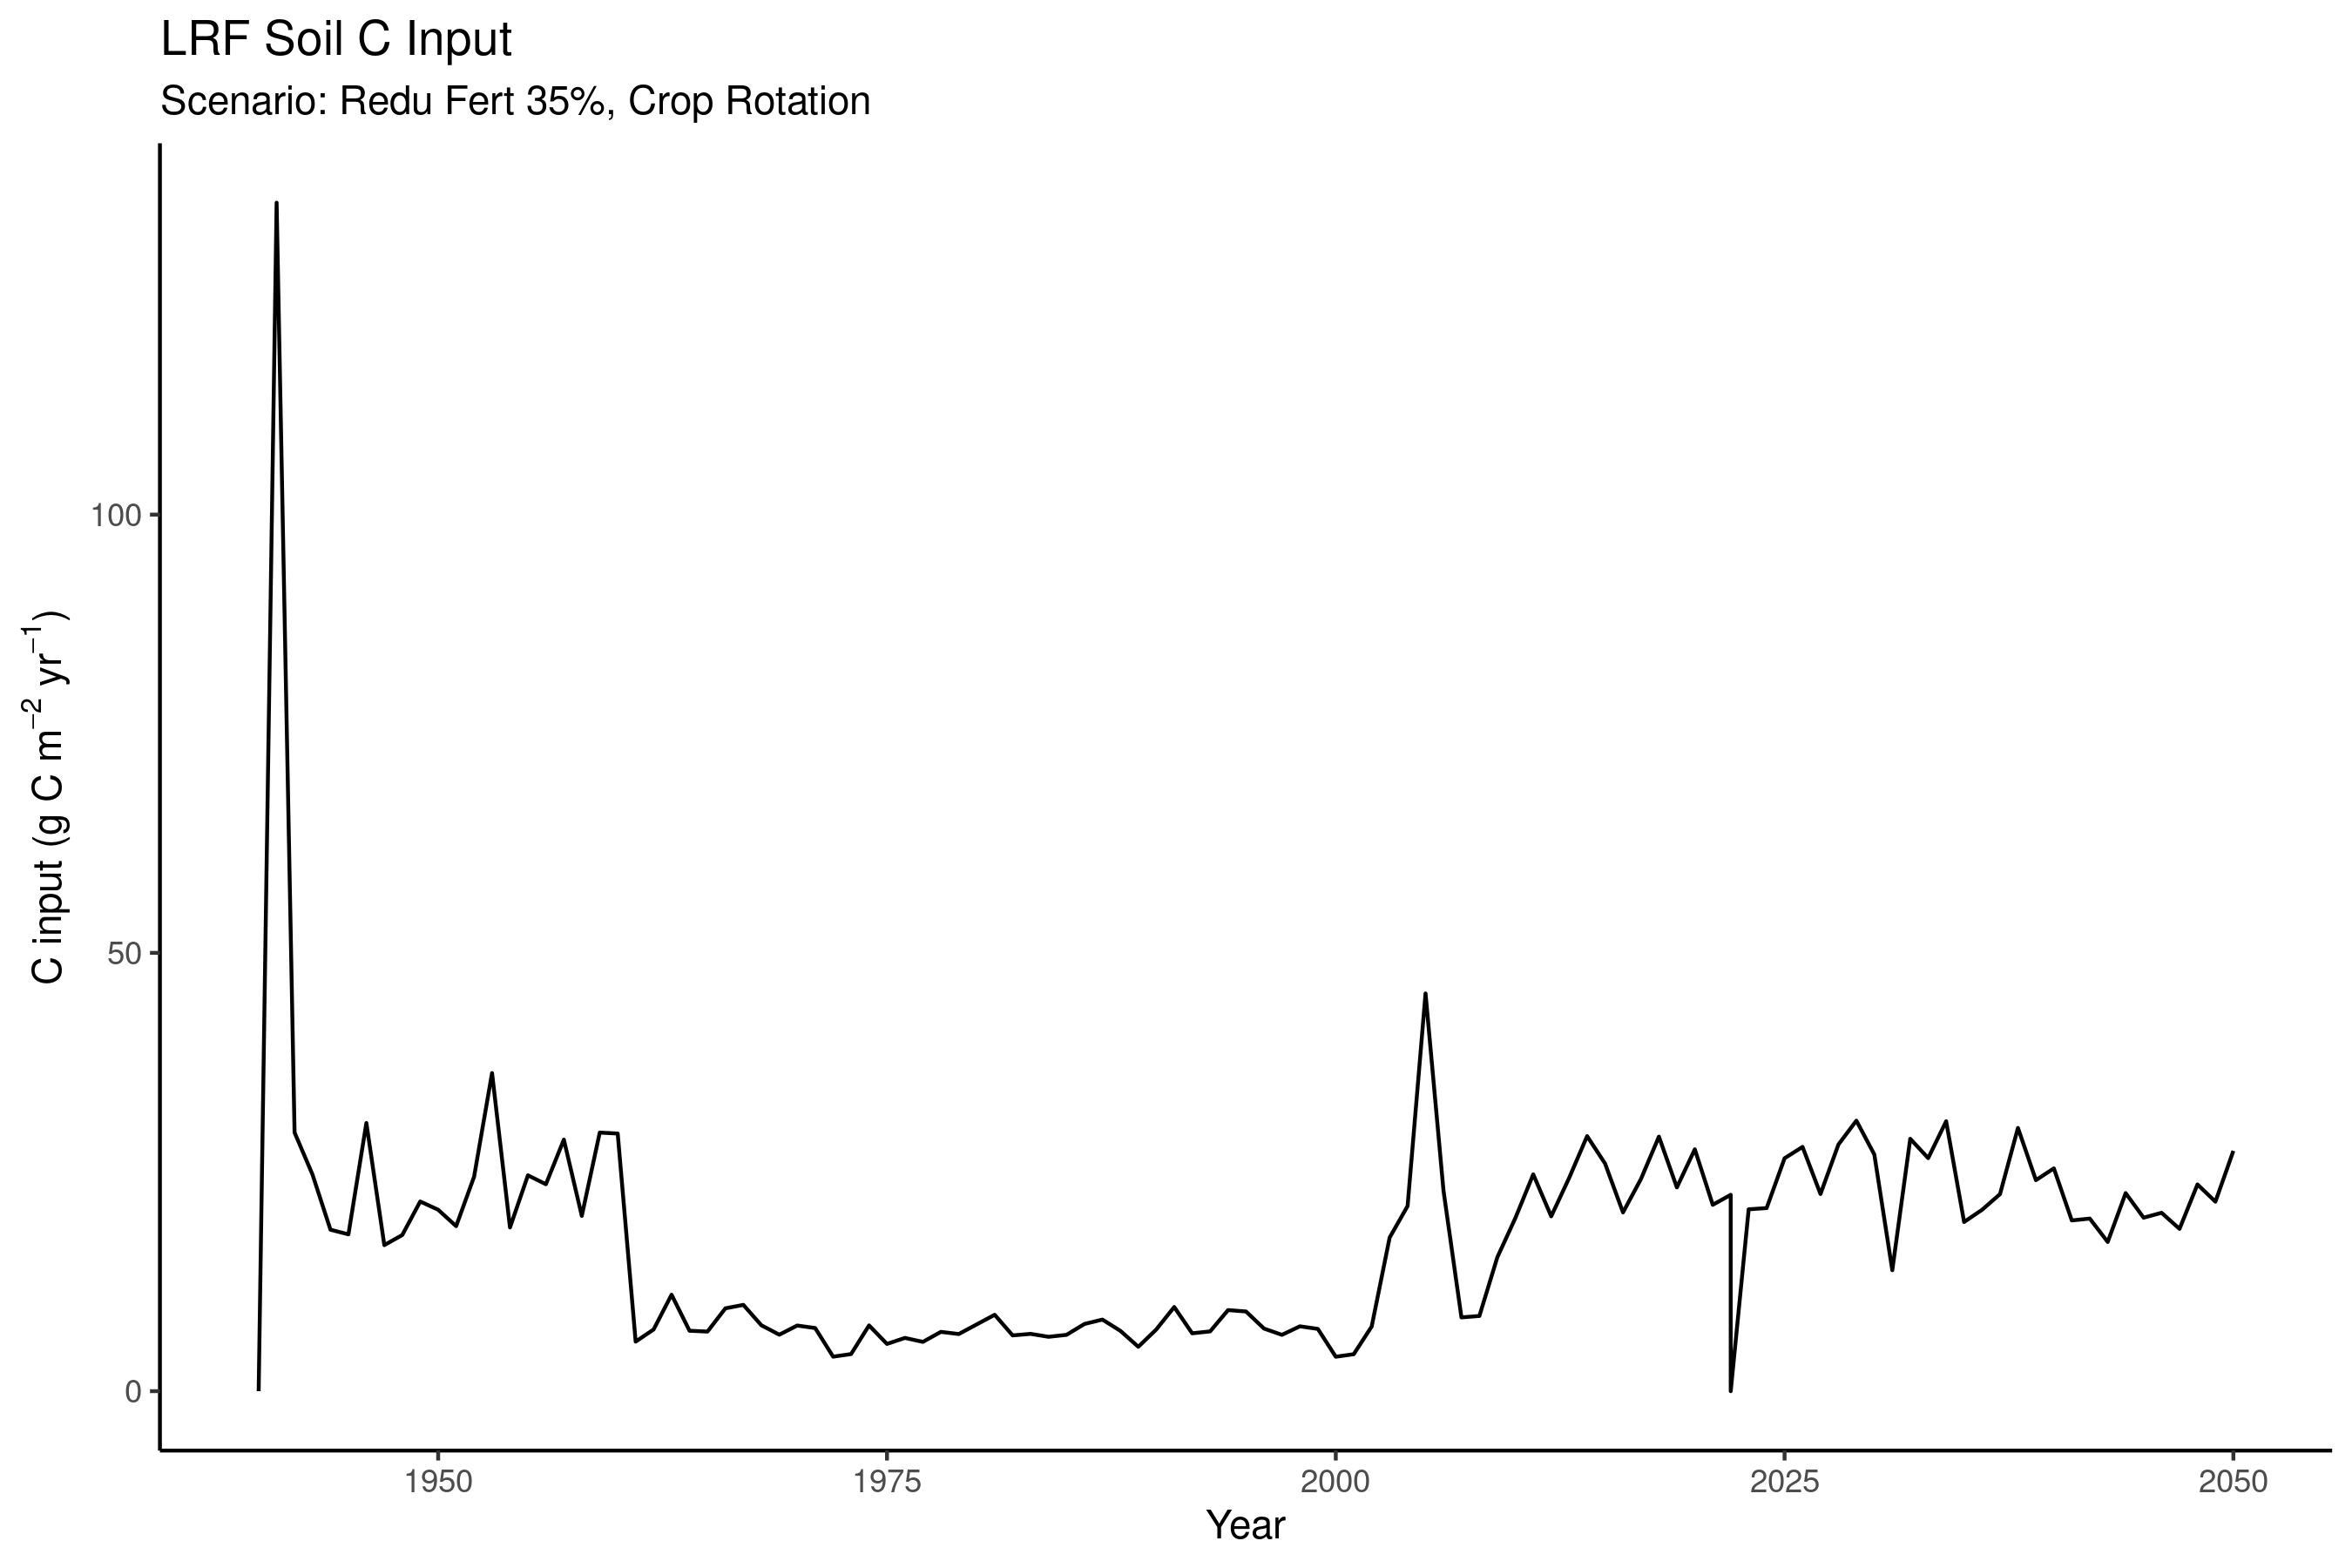 LRF Soil C Input
Scenario: Redu Fert 35%, Crop Rotation
C input (g C m⁻² yr⁻¹)
100
50
0
1950 1975 2000 2025 2050
Year